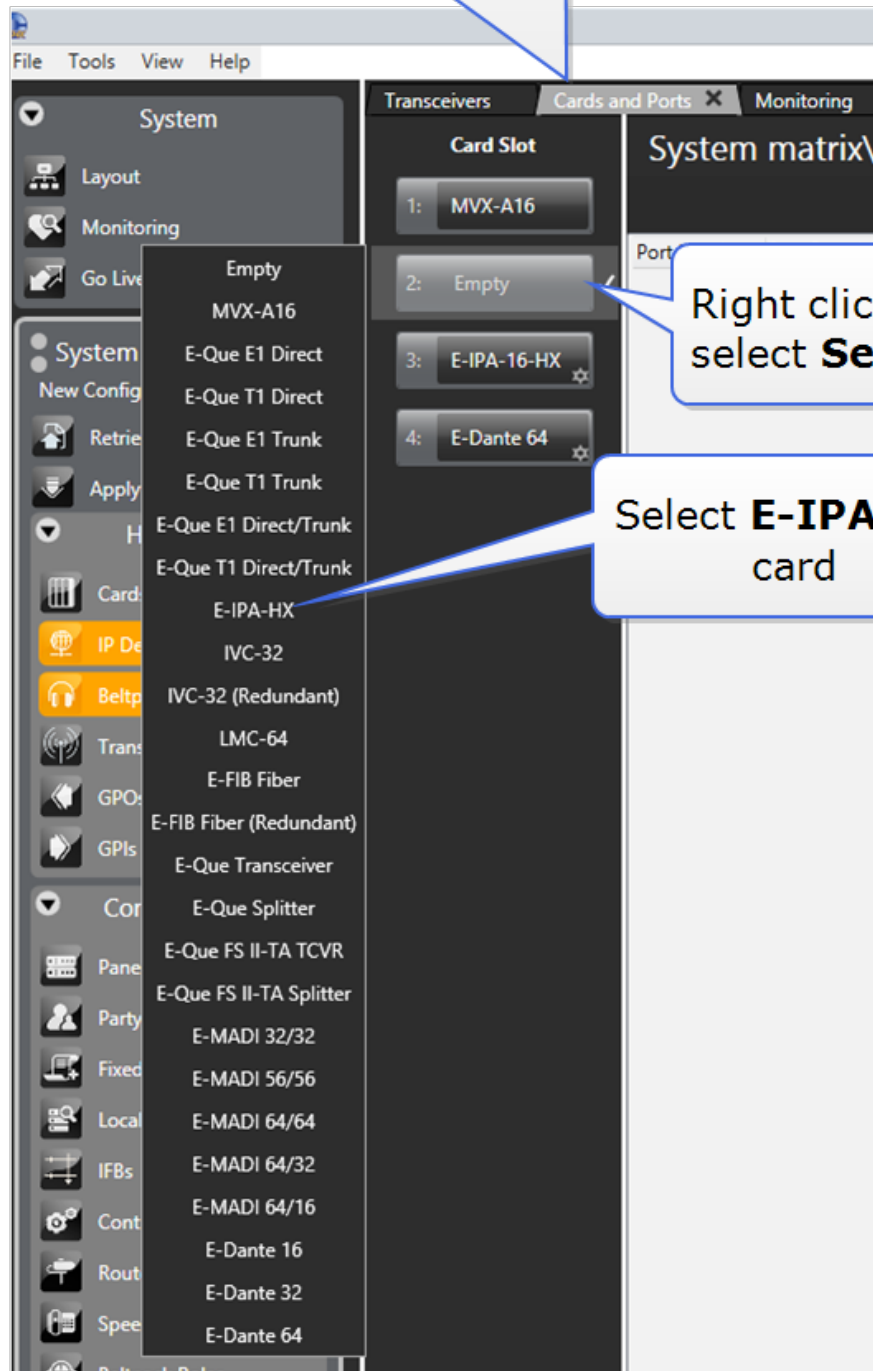 File Tools View Help
System
Layout
Monitoring
Go Live
System
New Config
Retrie
Apply
H
Card
IP De
Beltp
Trans
GPOs
GPIs
Cor
Pane
Party
Fixed
Local
IFBs
Cont
Rout
Spee
Empty
MVX-A16
E-Que E1 Direct
E-Que T1 Direct
E-Que E1 Trunk
E-Que T1 Trunk
E-Que E1 Direct/Trunk
E-Que T1 Direct/Trunk
E-IPA-HX
IVC-32
IVC-32 (Redundant)
LMC-64
E-FIB Fiber
E-FIB Fiber (Redundant)
E-Que Transceiver
E-Que Splitter
E-Que FS II-TA TCVR
E-Que FS II-TA Splitter
E-MADI 32/32
E-MADI 56/56
E-MADI 64/64
E-MADI 64/32
E-MADI 64/16
E-Dante 16
E-Dante 32
E-Dante 64
Transceivers Cards and Ports Monitoring
Card Slot
1: MVX-A16
2: Empty
3: E-IPA-16-HX
4: E-Dante 64
System matrix\
Port
Right clic
select Se
Select E-IPA
card